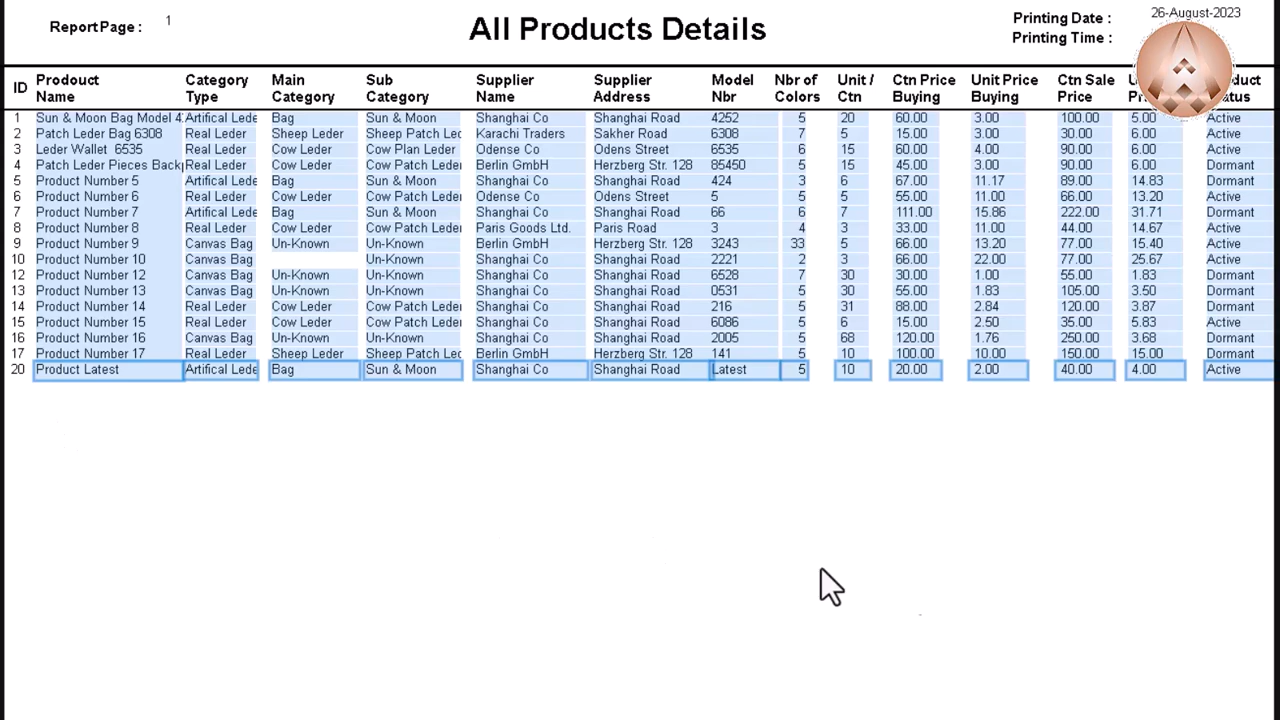 Report Page : 1 All Products Details Printing Date : 26-August-2023
Printing Time :
ID Prodouct Name Category Type Main Category Sub Category Supplier Name Supplier Address Model Nbr Nbr of Colors Unit / Ctn Ctn Price Buying Unit Price Buying Ctn Sale Price
1 Sun & Moon Bag Model Artifical Lede Bag Sun & Moon Shanghai Co Shanghai Road 4252 5 20 60.00 3.00 100.00 5.00 Active
2 Patch Leder Bag 6308 Real Leder Sheep Leder Sheep Patch Lec Karachi Traders Sakher Road 6308 7 5 15.00 3.00 30.00 6.00 Active
3 Leder Wallet 6535 Real Leder Cow Leder Cow Plan Leder Odense Co Odens Street 6535 6 15 60.00 4.00 90.00 6.00 Active
4 Patch Leder Pieces Backp Real Leder Cow Leder Cow Patch Leder Berlin GmbH Herzberg Str. 128 85450 5 15 45.00 3.00 90.00 6.00 Dormant
5 Product Number 5 Artifical Lede Bag Sun & Moon Shanghai Co Shanghai Road 424 3 6 67.00 11.17 89.00 14.83 Dormant
6 Product Number 6 Real Leder Cow Leder Cow Patch Leder Odense Co Odens Street 5 5 5 55.00 11.00 66.00 13.20 Active
7 Product Number 7 Artifical Lede Bag Sun & Moon Shanghai Co Shanghai Road 66 6 7 111.00 15.86 222.00 31.71 Dormant
8 Product Number 8 Real Leder Cow Leder Cow Patch Leder Paris Goods Ltd. Paris Road 3 4 3 33.00 11.00 44.00 14.67 Active
9 Product Number 9 Canvas Bag Un-Known Un-Known Berlin GmbH Herzberg Str. 128 3243 33 5 66.00 13.20 77.00 15.40 Active
10 Product Number 10 Canvas Bag Un-Known Shanghai Co Shanghai Road 2221 2 3 66.00 22.00 77.00 25.67 Active
12 Product Number 12 Canvas Bag Un-Known Un-Known Shanghai Co Shanghai Road 6528 7 30 30.00 1.00 55.00 1.83 Dormant
13 Product Number 13 Canvas Bag Un-Known Un-Known Shanghai Co Shanghai Road 0531 5 30 55.00 1.83 105.00 3.50 Dormant
14 Product Number 14 Real Leder Cow Leder Cow Patch Leder Shanghai Co Shanghai Road 216 5 31 88.00 2.84 120.00 3.87 Dormant
15 Product Number 15 Real Leder Cow Leder Cow Patch Leder Shanghai Co Shanghai Road 6086 5 6 15.00 2.50 35.00 5.83 Active
16 Product Number 16 Canvas Bag Un-Known Un-Known Shanghai Co Shanghai Road 2005 5 68 120.00 1.76 250.00 3.68 Dormant
17 Product Number 17 Real Leder Sheep Leder Sheep Patch Lec Berlin GmbH Herzberg Str. 128 141 5 10 100.00 10.00 150.00 15.00 Dormant
20 Product Latest Artifical Lede Bag Sun & Moon Shanghai Co Shanghai Road Latest 5 10 20.00 2.00 40.00 4.00 Active